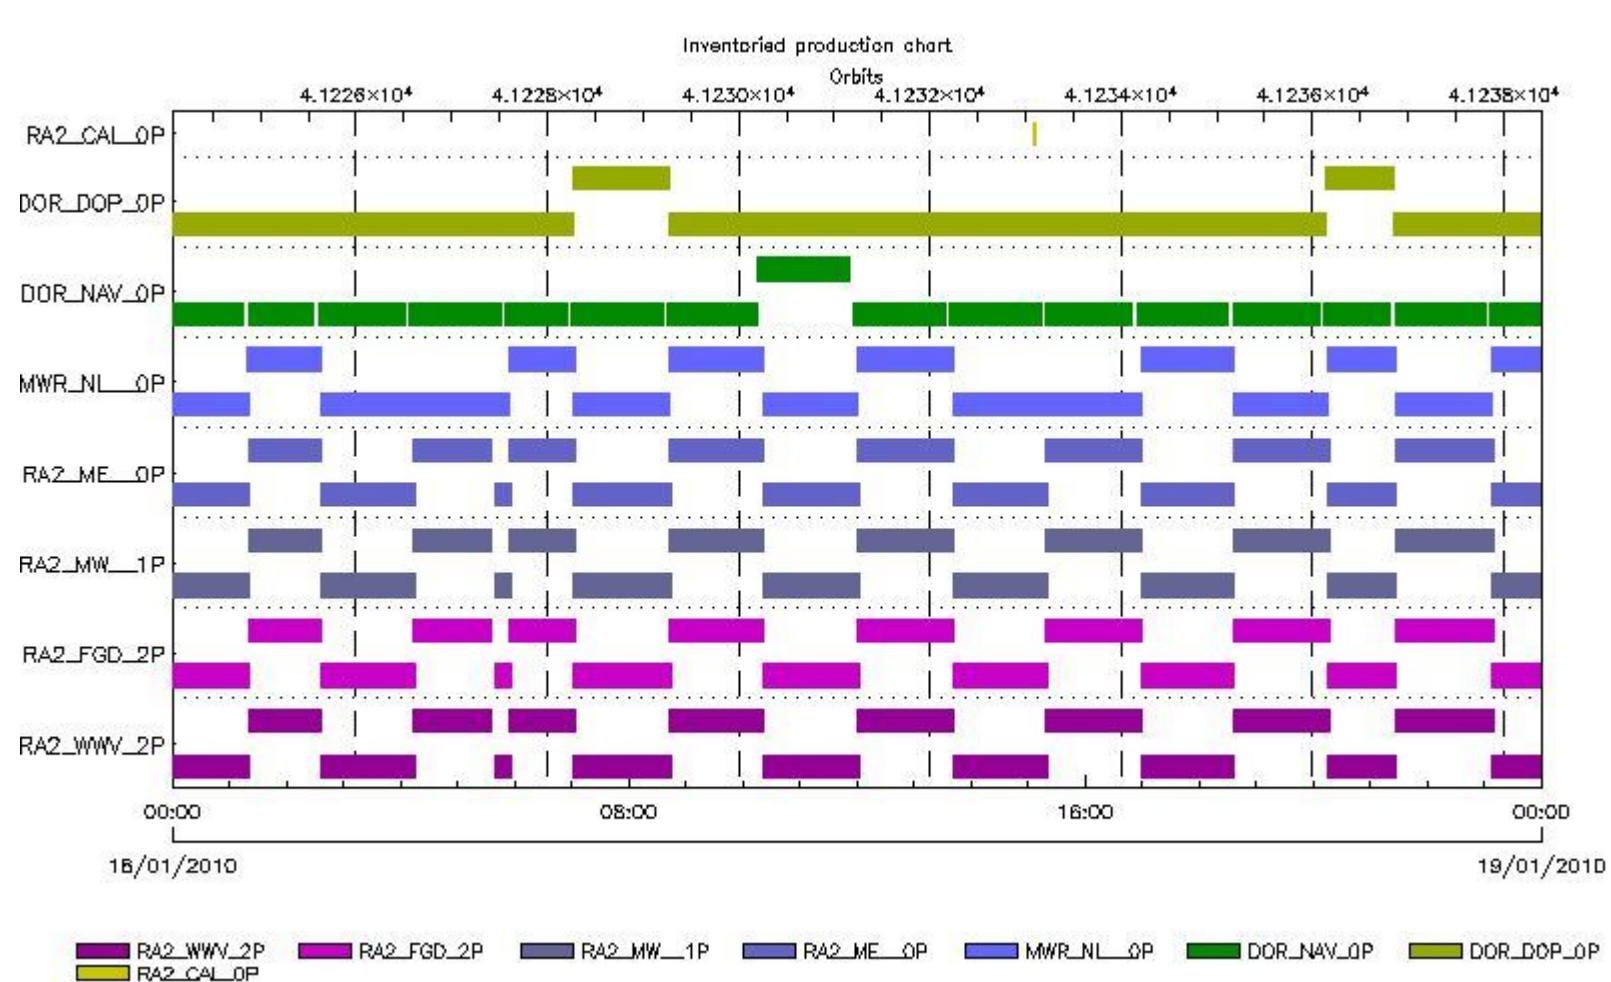 Inventoried production chart
Orbits
4.1226×10⁴ 4.1228×10⁴ 4.1230×10⁴ 4.1232×10⁴ 4.1234×10⁴ 4.1236×10⁴ 4.1238×10⁴
RA2_CAL_0P
DOR_DOP_0P
DOR_NAV_0P
MWR_NL__0P
RA2_ME__0P
RA2_MW__1P
RA2_FGD_2P
RA2_WWV_2P
00:00 08:00 16:00 00:00
18/01/2010 19/01/2010
RA2_WWV_2P RA2_FGD_2P RA2_MW__1P RA2_ME__0P MWR_NL__0P DOR_NAV_0P DOR_DOP_0P
RA2_CAL_0P